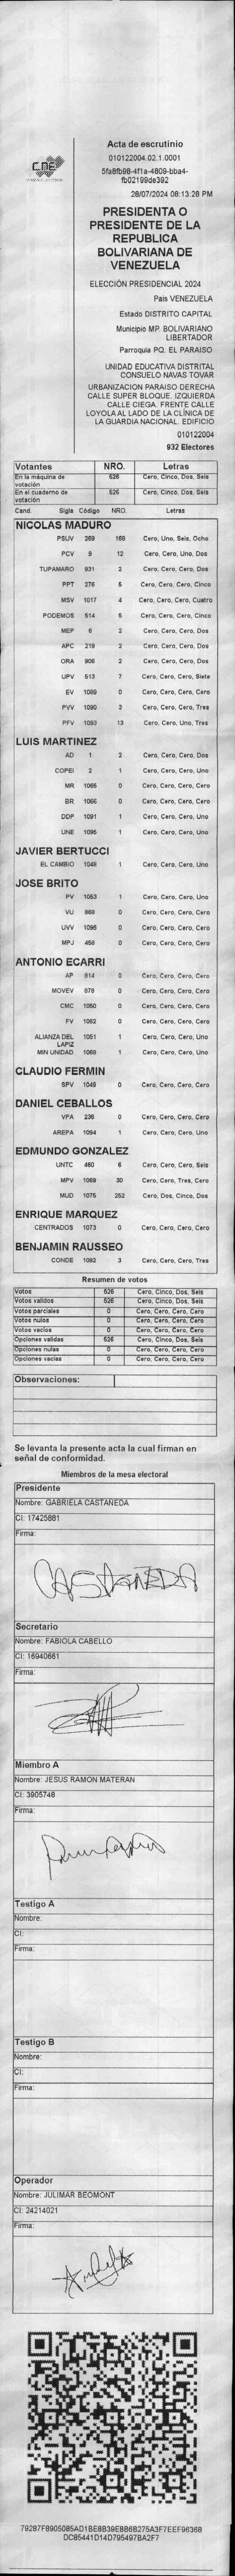 CNE
Acta de escrutinio
010122004.02.1.0001
5fa8fb98-4f1a-4809-bba4-
fb02199de392
28/07/2024 08:13:28 PM
PRESIDENTA O
PRESIDENTE DE LA
REPUBLICA
BOLIVARIANA DE
VENEZUELA
ELECCIÓN PRESIDENCIAL 2024
Pais VENEZUELA
Estado DISTRITO CAPITAL
Municipio MP. BOLIVARIANO
LIBERTADOR
Parroquia PQ. EL PARAISO
UNIDAD EDUCATIVA DISTRITAL
CONSUELO NAVAS TOVAR
URBANIZACION PARAISO DERECHA
CALLE SUPER BLOQUE. IZQUIERDA
CALLE CIEGA. FRENTE CALLE
LOYOLA AL LADO DE LA CLÍNICA DE
LA GUARDIA NACIONAL. EDIFICIO
010122004
932 Electores
Votantes NRO. Letras
En la máquina de votación 526 Cero, Cinco, Dos, Seis
En el cuaderno de votación 526 Cero, Cinco, Dos, Seis
Cand. Sigla Código NRO. Letras
NICOLAS MADURO
PSUV 269 168 Cero, Uno, Seis, Ocho
PCV 9 12 Cero, Cero, Uno, Dos
TUPAMARO 931 2 Cero, Cero, Cero, Dos
PPT 276 5 Cero, Cero, Cero, Cinco
MSV 1017 4 Cero, Cero, Cero, Cuatro
PODEMOS 514 5 Cero, Cero, Cero, Cinco
MEP 6 2 Cero, Cero, Cero, Dos
APC 219 2 Cero, Cero, Cero, Dos
ORA 906 2 Cero, Cero, Cero, Dos
UPV 513 7 Cero, Cero, Cero, Siete
EV 1089 0 Cero, Cero, Cero, Cero
PVV 1090 3 Cero, Cero, Cero, Tres
PFV 1093 13 Cero, Cero, Uno, Tres
LUIS MARTINEZ
AD 1 2 Cero, Cero, Cero, Dos
COPEI 2 1 Cero, Cero, Cero, Uno
MR 1065 0 Cero, Cero, Cero, Cero
BR 1066 0 Cero, Cero, Cero, Cero
DDP 1091 1 Cero, Cero, Cero, Uno
UNE 1095 1 Cero, Cero, Cero, Uno
JAVIER BERTUCCI
EL CAMBIO 1048 1 Cero, Cero, Cero, Uno
JOSE BRITO
PV 1053 1 Cero, Cero, Cero, Uno
VU 868 0 Cero, Cero, Cero, Cero
UVV 1096 0 Cero, Cero, Cero, Cero
MPJ 458 0 Cero, Cero, Cero, Cero
ANTONIO ECARRI
AP 814 0 Cero, Cero, Cero, Cero
MOVEV 878 0 Cero, Cero, Cero, Cero
CMC 1050 0 Cero, Cero, Cero, Cero
FV 1062 0 Cero, Cero, Cero, Cero
ALIANZA DEL LAPIZ 1051 1 Cero, Cero, Cero, Uno
MIN UNIDAD 1068 1 Cero, Cero, Cero, Uno
CLAUDIO FERMIN
SPV 1049 0 Cero, Cero, Cero, Cero
DANIEL CEBALLOS
VPA 236 0 Cero, Cero, Cero, Cero
AREPA 1094 1 Cero, Cero, Cero, Uno
EDMUNDO GONZALEZ
UNTC 460 6 Cero, Cero, Cero, Seis
MPV 1069 30 Cero, Cero, Tres, Cero
MUD 1075 252 Cero, Dos, Cinco, Dos
ENRIQUE MARQUEZ
CENTRADOS 1073 0 Cero, Cero, Cero, Cero
BENJAMIN RAUSSEO
CONDE 1092 3 Cero, Cero, Cero, Tres
Resumen de votos
Votos 526 Cero, Cinco, Dos, Seis
Votos validos 526 Cero, Cinco, Dos, Seis
Votos parciales 0 Cero, Cero, Cero, Cero
Votos nulos 0 Cero, Cero, Cero, Cero
Votos vacios 0 Cero, Cero, Cero, Cero
Opciones validas 526 Cero, Cinco, Dos, Seis
Opciones nulas 0 Cero, Cero, Cero, Cero
Opciones vacias 0 Cero, Cero, Cero, Cero
Observaciones:
Se levanta la presente acta la cual firman en
señal de conformidad.
Miembros de la mesa electoral
Presidente
Nombre: GABRIELA CASTAÑEDA
CI: 17425881
Firma:
CASTAÑEDA
Secretario
Nombre: FABIOLA CABELLO
CI: 16940661
Firma:
Miembro A
Nombre: JESUS RAMON MATERAN
CI: 3905748
Firma:
Testigo A
Nombre:
CI:
Firma:
Testigo B
Nombre:
CI:
Firma:
Operador
Nombre: JULIMAR BEOMONT
CI: 24214021
Firma:
79287F8905085AD1BE8B39E8B6B275A3F7EEF96368
DC85441D14D795497BA2F7